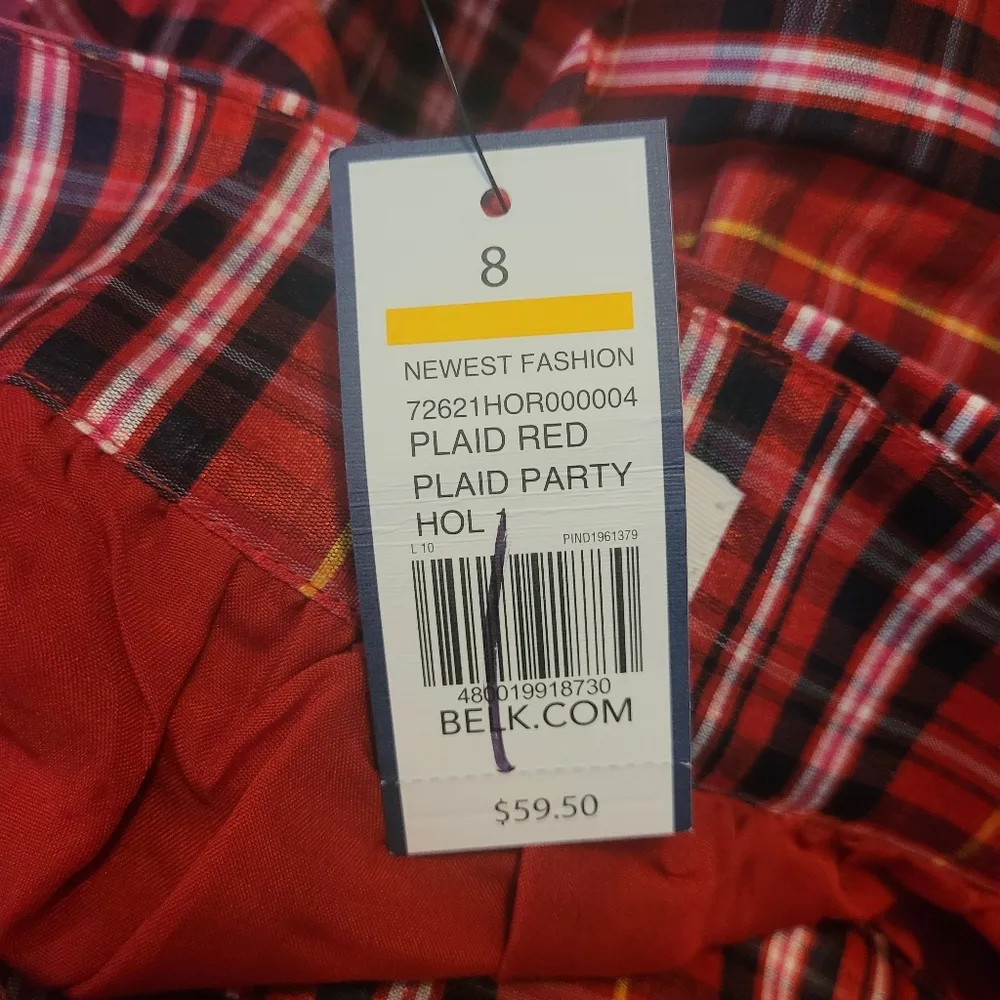 8
NEWEST FASHION
72621HOR000004
PLAID RED
PLAID PARTY
HOL 1
L 10 PIND1961379
480019918730
BELK.COM
$59.50